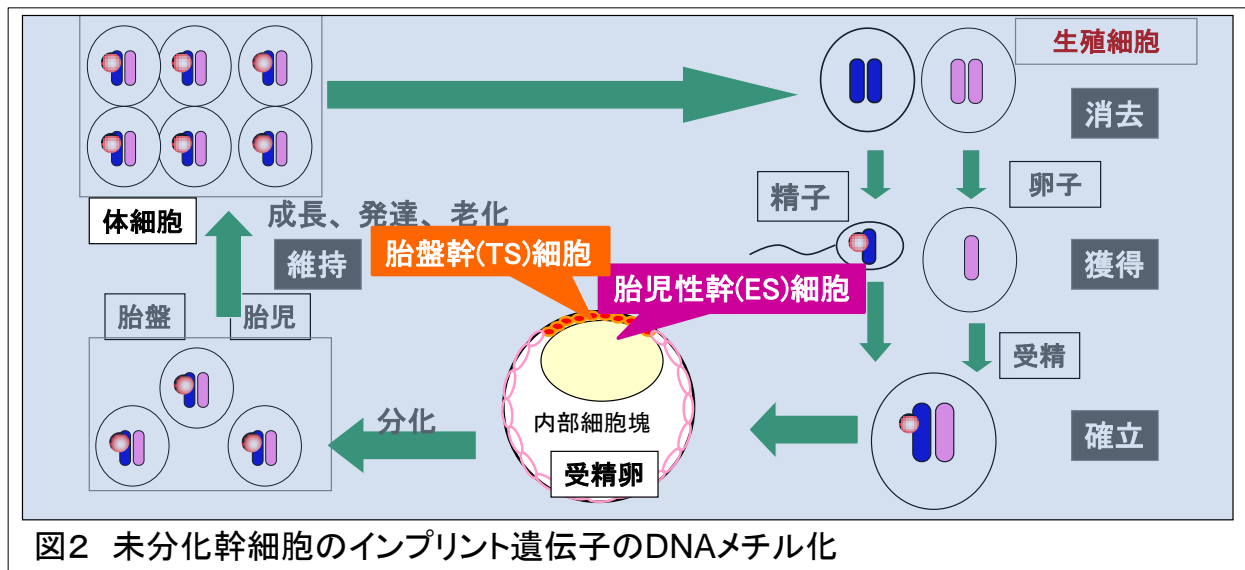 生殖細胞
消去
精子
卵子
体細胞
成長、発達、老化
維持
胎盤幹(TS)細胞
獲得
胎児性幹(ES)細胞
胎盤
胎児
受精
分化
内部細胞塊
受精卵
確立
図2 未分化幹細胞のインプリント遺伝子のDNAメチル化